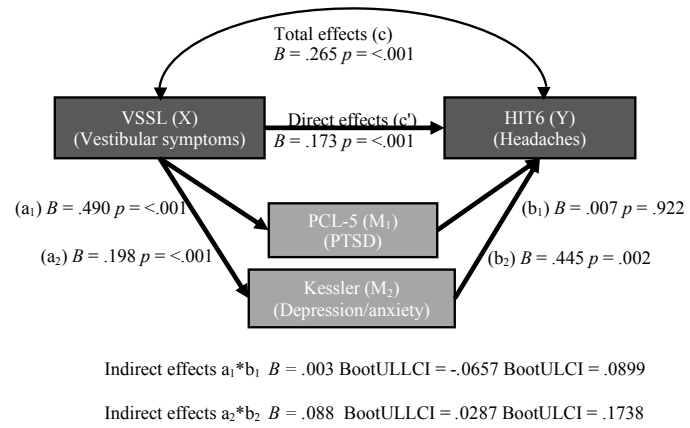 Total effects (c)
B = .265 p = <.001
VSSL (X)
(Vestibular symptoms)
Direct effects (c')
B = .173 p = <.001
HIT6 (Y)
(Headaches)
(a₁) B = .490 p = <.001
PCL-5 (M₁)
(PTSD)
(b₁) B = .007 p = .922
(a₂) B = .198 p = <.001
Kessler (M₂)
(Depression/anxiety)
(b₂) B = .445 p = .002
Indirect effects a₁*b₁ B = .003 BootULLCI = -.0657 BootULCI = .0899
Indirect effects a₂*b₂ B = .088 BootULLCI = .0287 BootULCI = .1738